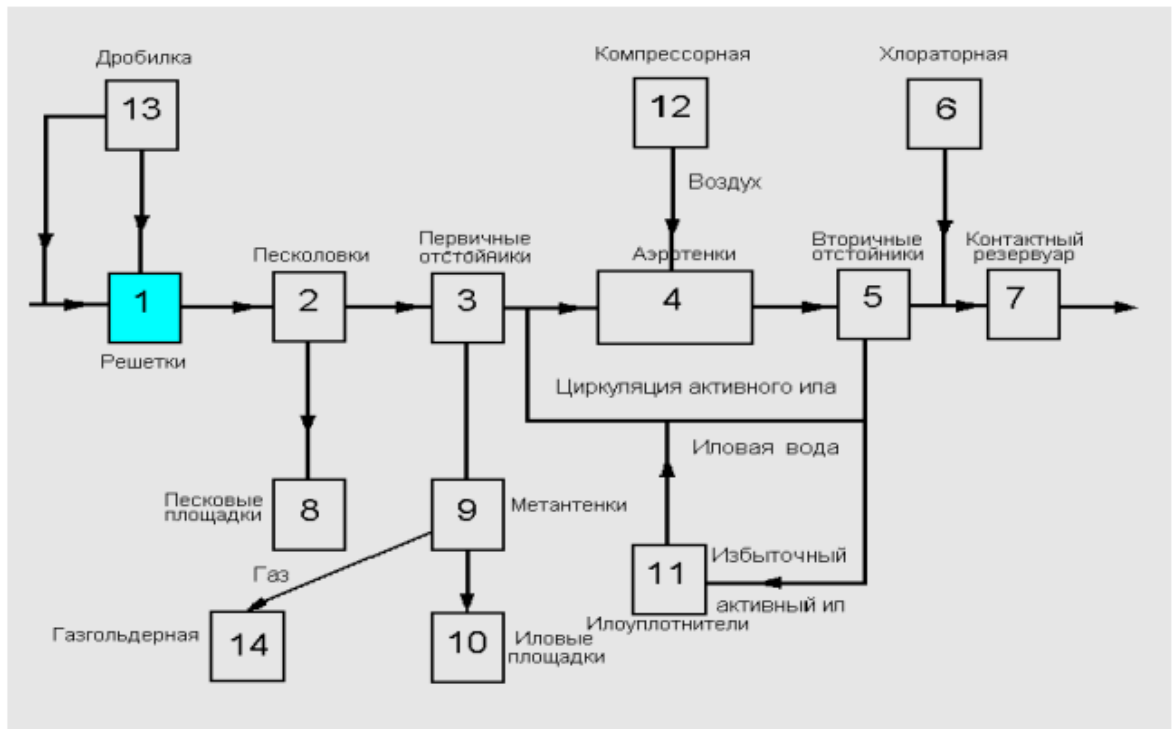 Дробилка
13
Компрессорная
12
Хлораторная
6
Воздух
1
Решетки
Песколовки
2
Первичные
отстойники
3
Аэротенки
4
Вторичные
отстойники
5
Контактный
резервуар
7
Циркуляция активного ила
Иловая вода
Песковые
площадки
8
9
Метантенки
11
Избыточный
активный ил
Илоуплотнители
Газ
Газгольдерная
14
10
Иловые
площадки